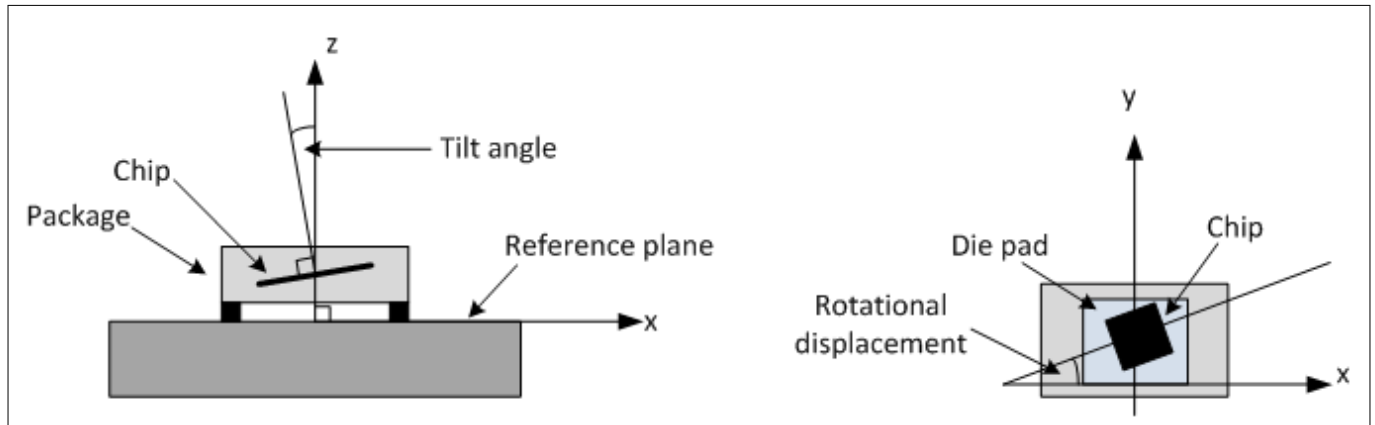 z
Tilt angle
Chip
Package
Reference plane
x
y
Chip
Die pad
Rotational
displacement
x